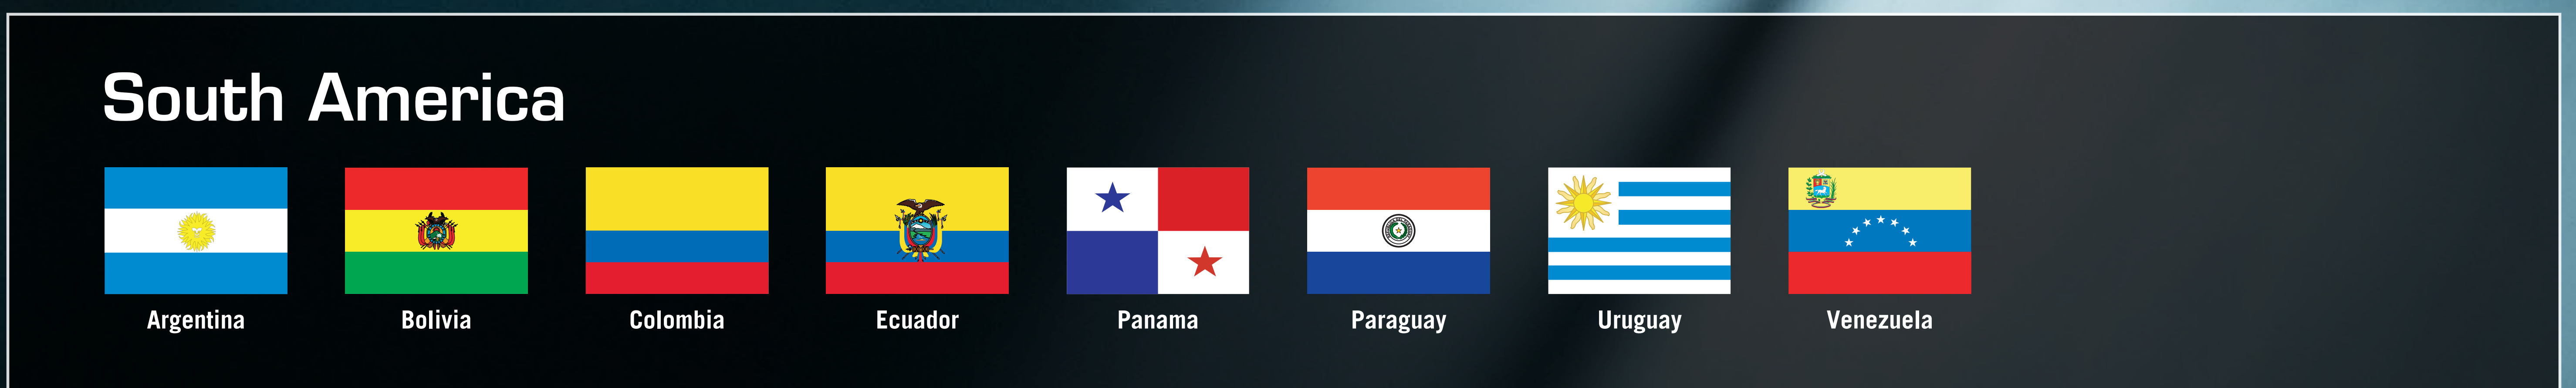 South America
Argentina
Bolivia
Colombia
Ecuador
Panama
Paraguay
Uruguay
Venezuela